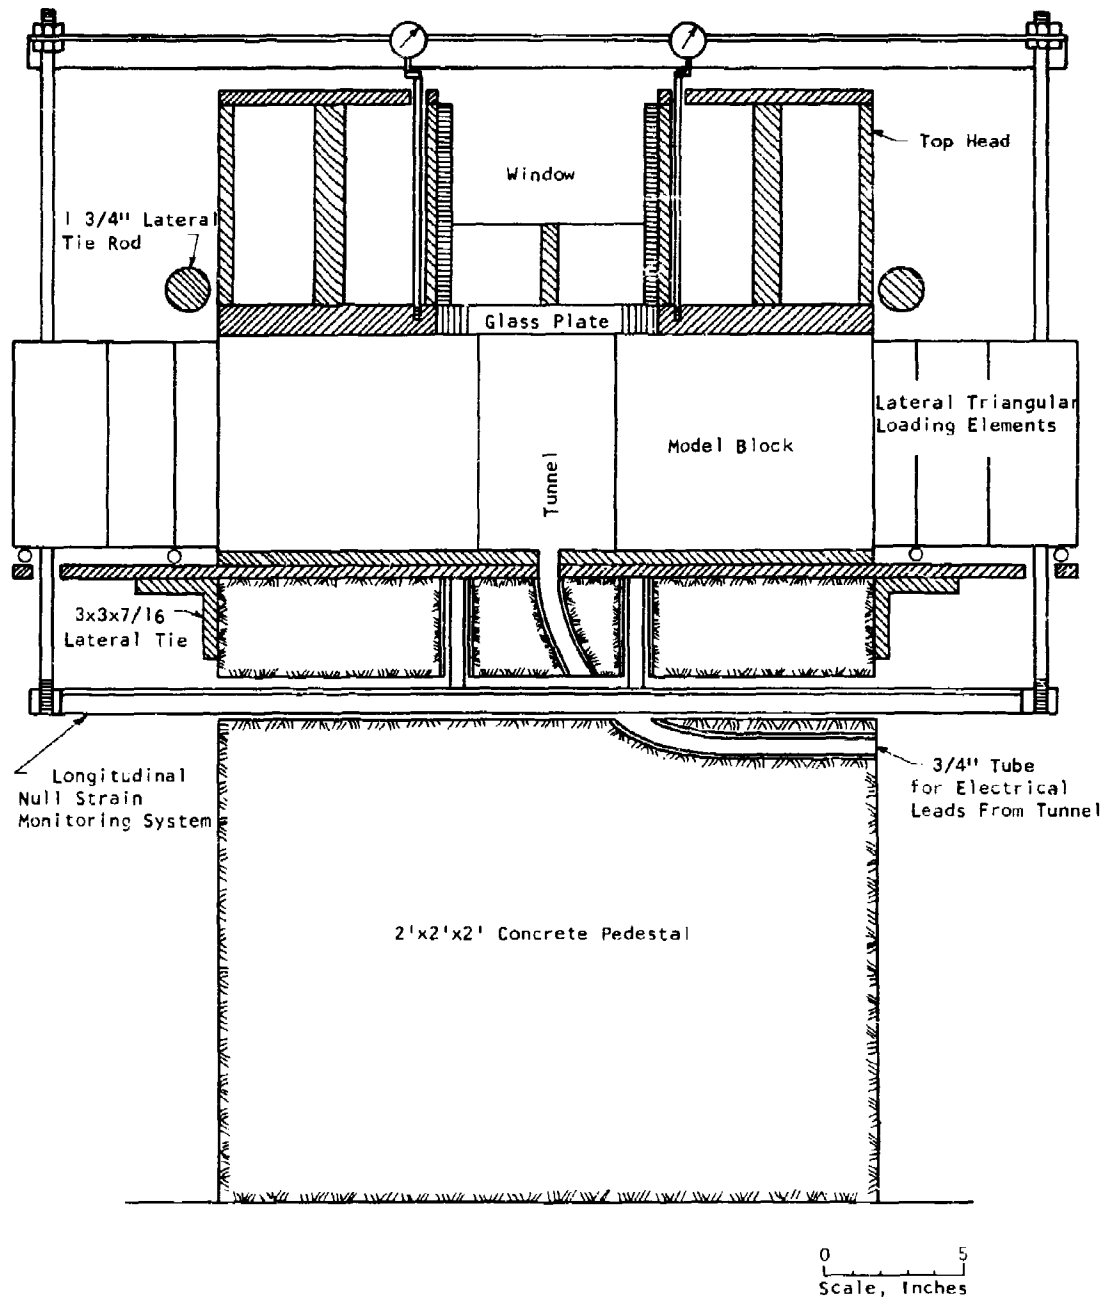 Top Head
Window
1 3/4" Lateral
Tie Rod
Glass Plate
Lateral Triangular
Loading Elements
Model Block
Tunnel
3x3x7/16
Lateral Tie
Longitudinal
Null Strain
Monitoring System
3/4" Tube
for Electrical
Leads From Tunnel
2'x2'x2' Concrete Pedestal
0 5
Scale, Inches